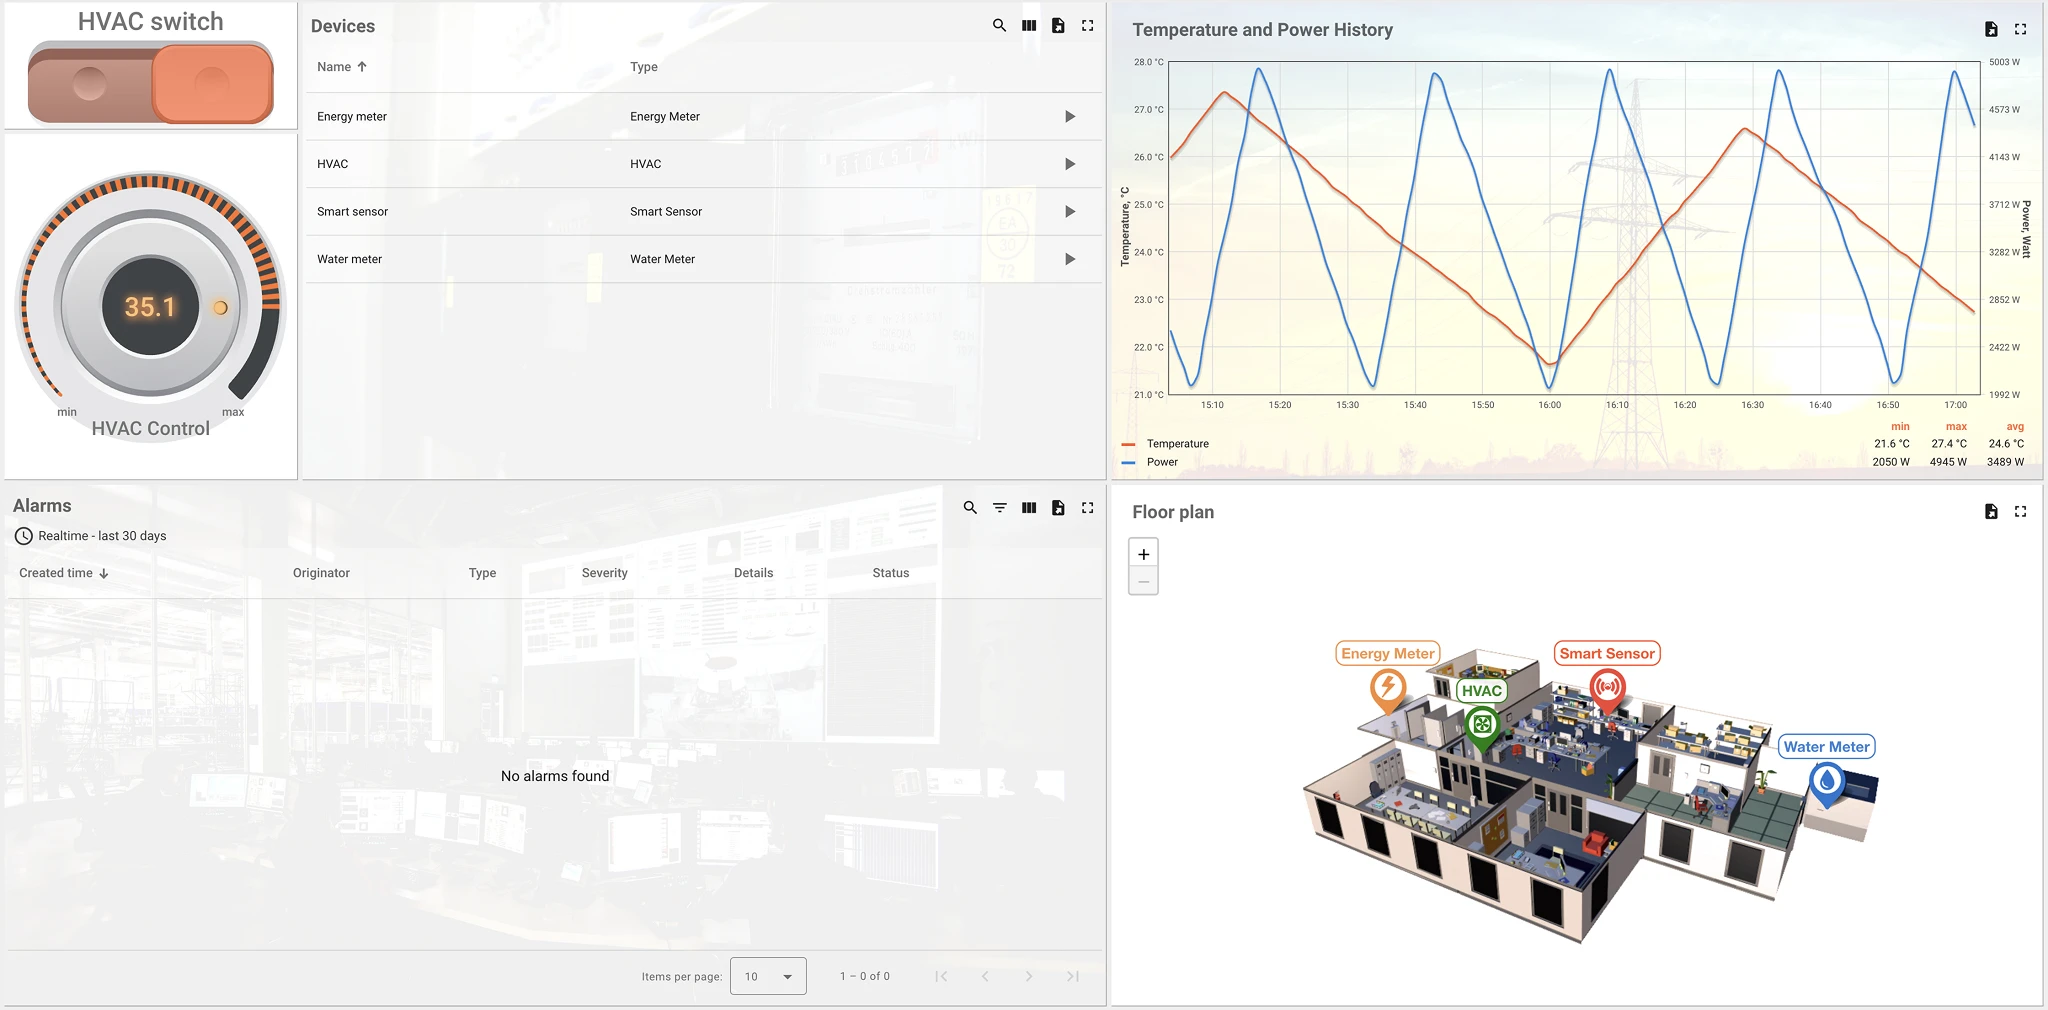 HVAC switch
35.1
min
max
HVAC Control
Devices
Name
Type
Energy meter
Energy Meter
HVAC
HVAC
Smart sensor
Smart Sensor
Water meter
Water Meter
Temperature and Power History
28.0 °C
27.0 °C
26.0 °C
25.0 °C
24.0 °C
23.0 °C
22.0 °C
21.0 °C
Temperature, °C
5003 W
4573 W
4143 W
3712 W
3282 W
2852 W
2422 W
1992 W
Power, Watt
15:10 15:20 15:30 15:40 15:50 16:00 16:10 16:20 16:30 16:40 16:50 17:00
min max avg
Temperature 21.6 °C 27.4 °C 24.6 °C
Power 2050 W 4945 W 3489 W
Alarms
Realtime - last 30 days
Created time Originator Type Severity Details Status
No alarms found
Items per page: 10 1 – 0 of 0
Floor plan
+
−
Energy Meter
Smart Sensor
HVAC
Water Meter